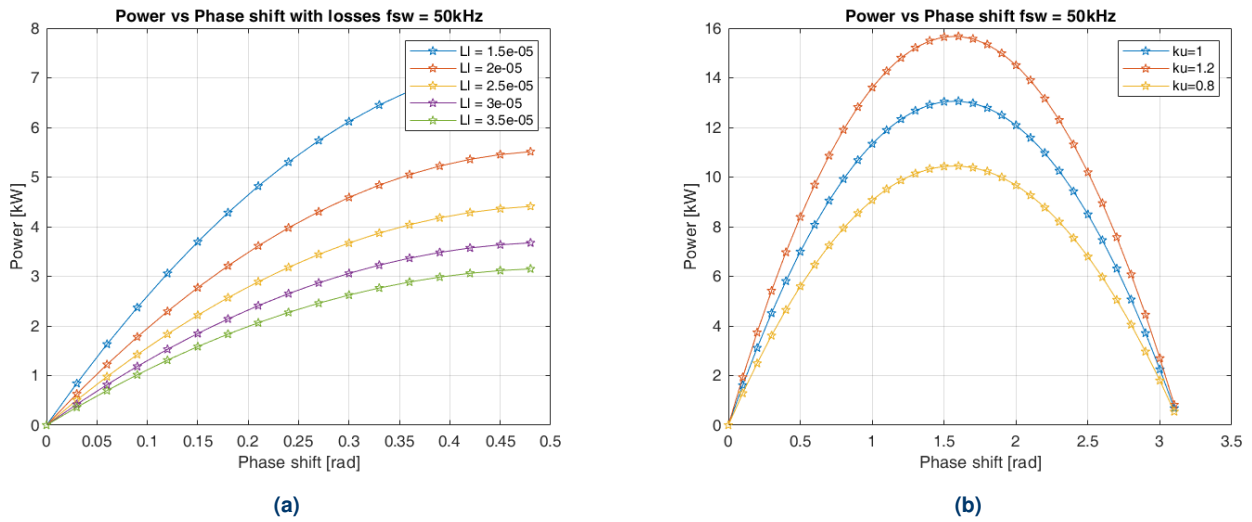 Power vs Phase shift with losses fsw = 50kHz
8
7
6
5
4
3
2
1
0
Power [kW]
Ll = 1.5e-05
Ll = 2e-05
Ll = 2.5e-05
Ll = 3e-05
Ll = 3.5e-05
0 0.05 0.1 0.15 0.2 0.25 0.3 0.35 0.4 0.45 0.5
Phase shift [rad]
(a)
Power vs Phase shift fsw = 50kHz
16
14
12
10
8
6
4
2
0
Power [kW]
ku=1
ku=1.2
ku=0.8
0 0.5 1 1.5 2 2.5 3 3.5
Phase shift [rad]
(b)